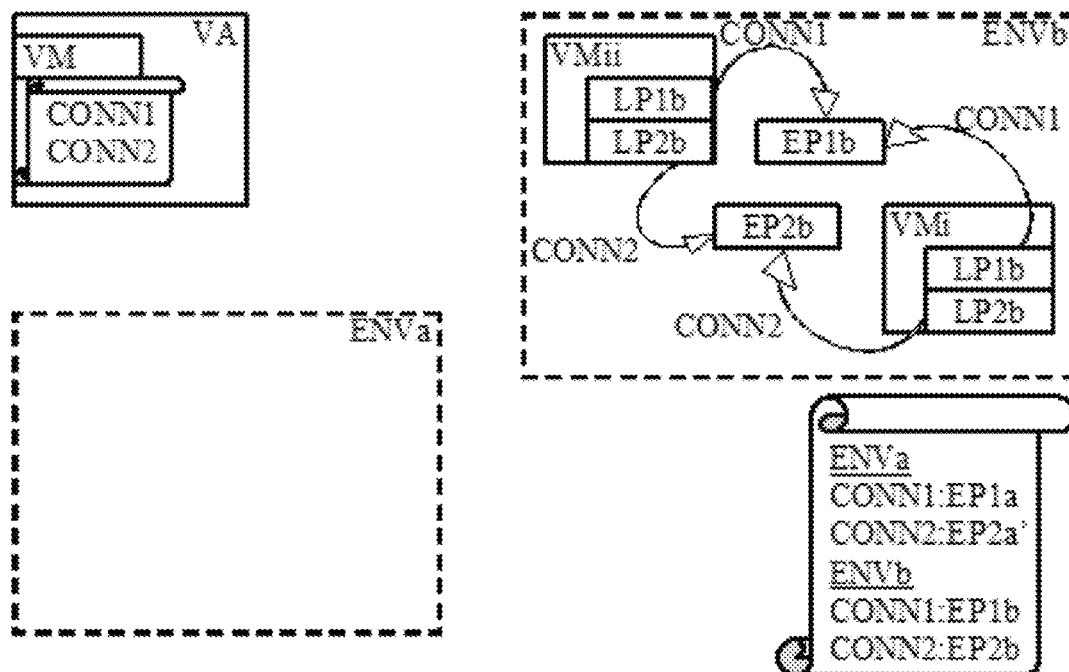 VA
VM
CONN1
CONN2
ENVa
ENVb
CONN1
VMii
LP1b
LP2b
EP1b
CONN1
EP2b
CONN2
VMi
LP1b
LP2b
CONN2
ENVa
CONN1:EP1a
CONN2:EP2a'
ENVb
CONN1:EP1b
CONN2:EP2b